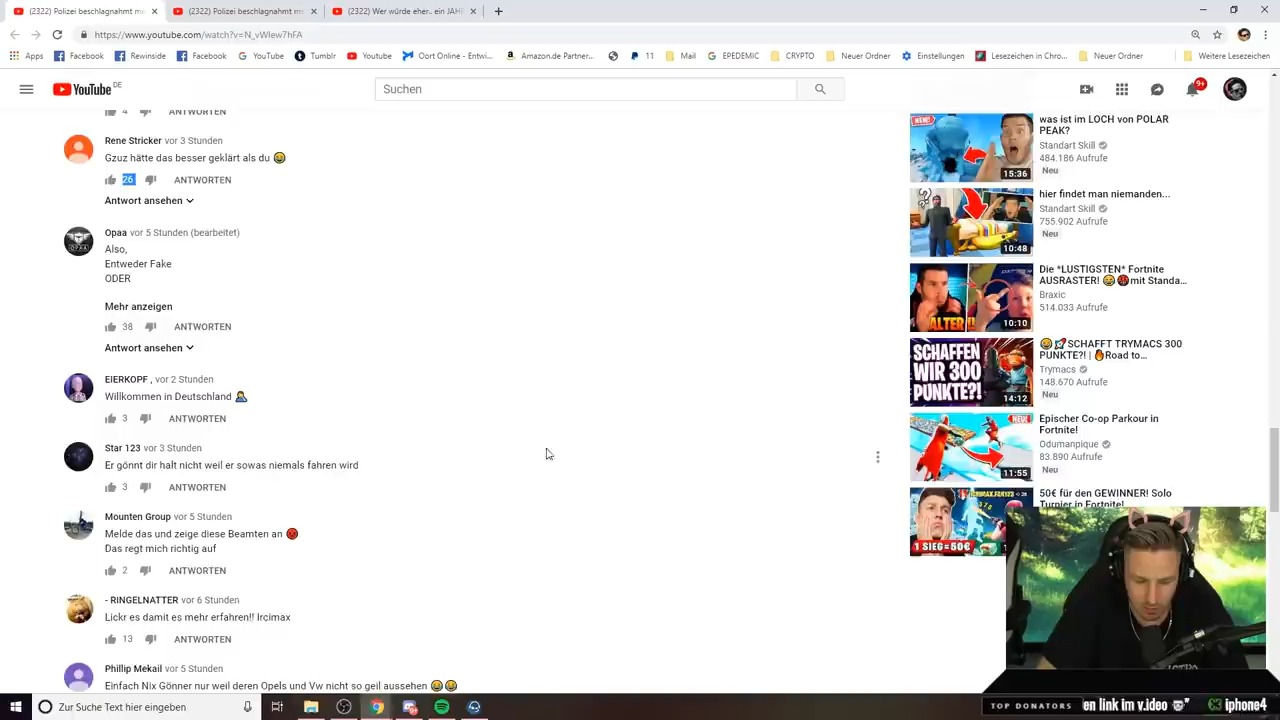 (2322) Polizei beschlagnahmt me
(2322) Polizei beschlagnahmt me
(2322) Wer würde eher.. ein JAHR
https://www.youtube.com/watch?v=N_vWIew7hFA
Apps
Facebook
Rewinside
Facebook
YouTube
Tumblr
Youtube
Oort Online - Entwi...
Amazon.de Partner...
11
Mail
EPEDEMIC
CRYPTO
Neuer Ordner
Einstellungen
Lesezeichen in Chro...
Neuer Ordner
Weitere Lesezeichen
YouTube DE
Suchen
9+
4 ANTWORTEN
Rene Stricker vor 3 Stunden
Gzuz hätte das besser geklärt als du 😂
26 ANTWORTEN
Antwort ansehen
OPAA
Opaa vor 5 Stunden (bearbeitet)
Also,
Entweder Fake
ODER
Mehr anzeigen
38 ANTWORTEN
Antwort ansehen
EIERKOPF , vor 2 Stunden
Willkommen in Deutschland
3 ANTWORTEN
Star 123 vor 3 Stunden
Er gönnt dir halt nicht weil er sowas niemals fahren wird
3 ANTWORTEN
Mounten Group vor 5 Stunden
Melde das und zeige diese Beamten an 😡
Das regt mich richtig auf
2 ANTWORTEN
- RINGELNATTER vor 6 Stunden
Lickr es damit es mehr erfahren!! Ircimax
13 ANTWORTEN
Phillip Mekail vor 5 Stunden
Einfach Nix Gönner nur weil deren Opels und Vw nicht so geil aussehen 😂😂
NEU!
15:36
was ist im LOCH von POLAR
PEAK?
Standart Skill
484.186 Aufrufe
Neu
10:48
hier findet man niemanden...
Standart Skill
755.902 Aufrufe
Neu
ALTER !!
10:10
Die *LUSTIGSTEN* Fortnite
AUSRASTER! 😂😡mit Standa...
Braxic
514.033 Aufrufe
SCHAFFEN
WIR 300
PUNKTE?!
14:12
😂🚀SCHAFFT TRYMACS 300
PUNKTE?! | 🔥Road to...
Trymacs
148.670 Aufrufe
Neu
NEU!
11:55
Epischer Co-op Parkour in
Fortnite!
Odumanpique
83.890 Aufrufe
Neu
1 SIEG=50€
50€ für den GEWINNER! Solo
Turnier in Fortnite!
Zur Suche Text hier eingeben
TOP DONATORS
en link im v.ideo
iphone4